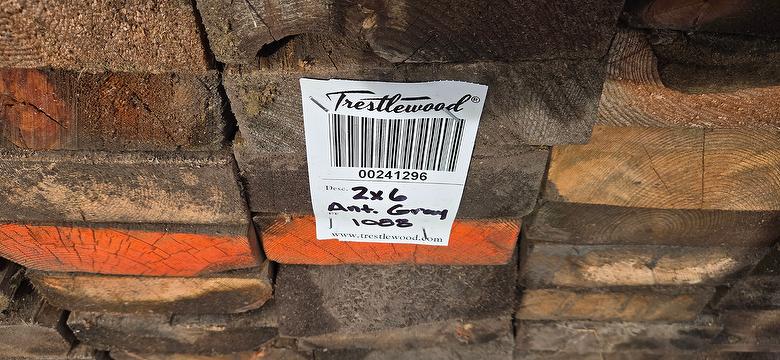 Trestlewood®
00241296
Desc. 2x6
Ant. Gray
1088
www.trestlewood.com